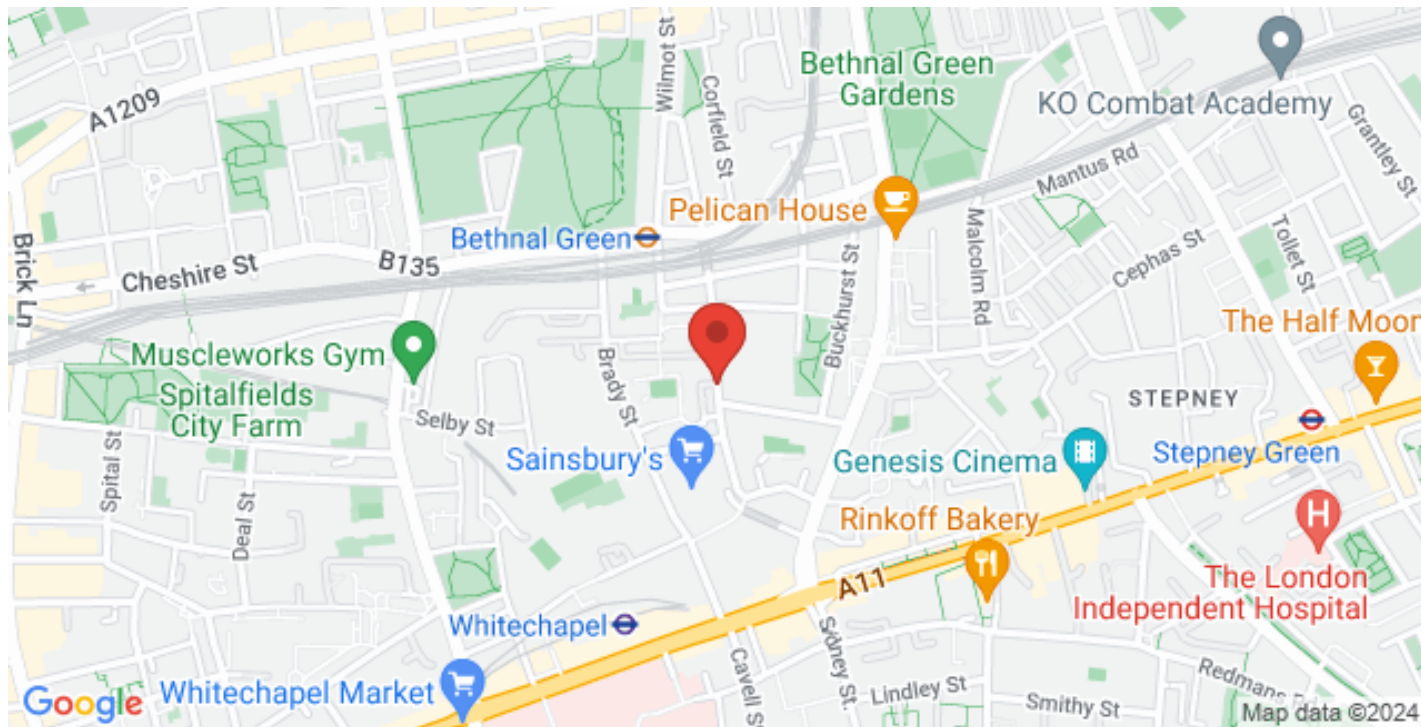 Bethnal Green
Gardens
KO Combat Academy
A1209
Wilmot St
Corfield St
Grantley St
Mantus Rd
Pelican House
Malcolm Rd
Tollet St
Cephas St
Brick Ln
Cheshire St
B135
Bethnal Green
Buckhurst St
The Half Moon
Muscleworks Gym
Spitalfields
City Farm
Brady St
Selby St
STEPNEY
Stepney Green
Sainsbury's
Genesis Cinema
Spital St
Deal St
Rinkoff Bakery
H
A11
The London
Independent Hospital
Whitechapel
Sidney St.
Cavell S
Redmans
Lindley St
Smithy St
Whitechapel Market
Google
Map data ©2024